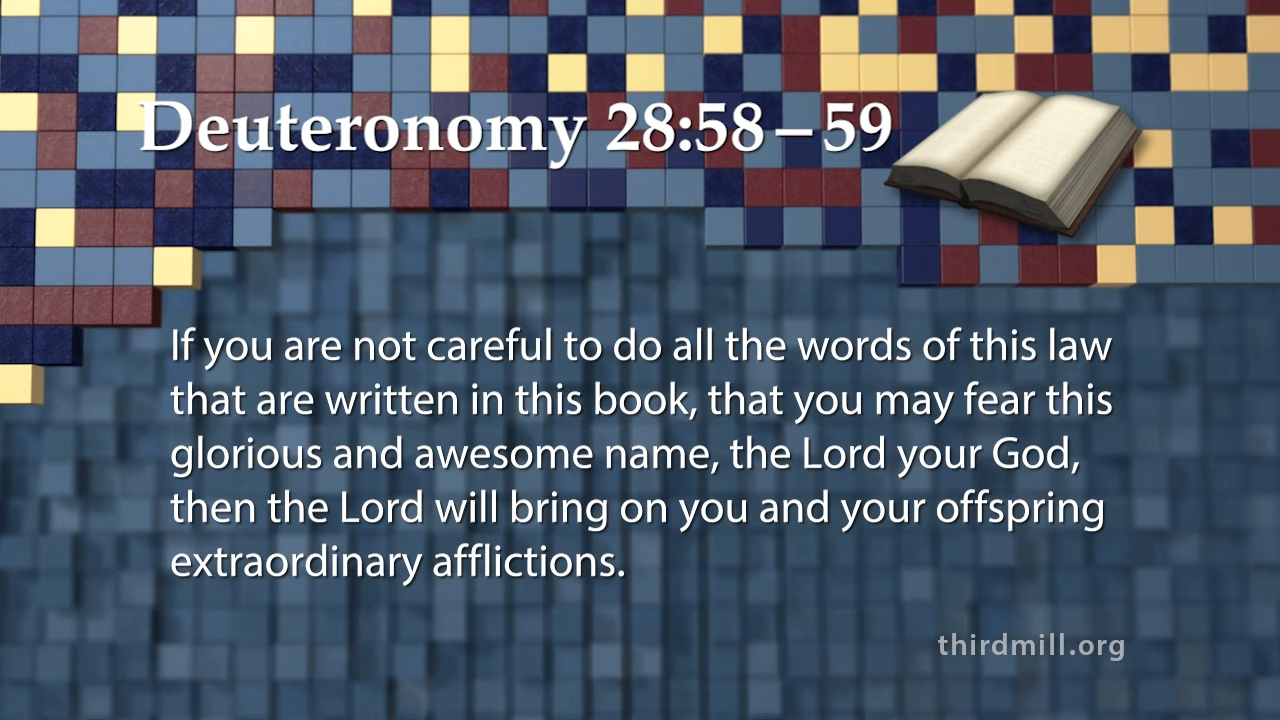 Deuteronomy 28:58–59
If you are not careful to do all the words of this law
that are written in this book, that you may fear this
glorious and awesome name, the Lord your God,
then the Lord will bring on you and your offspring
extraordinary afflictions.
thirdmill.org